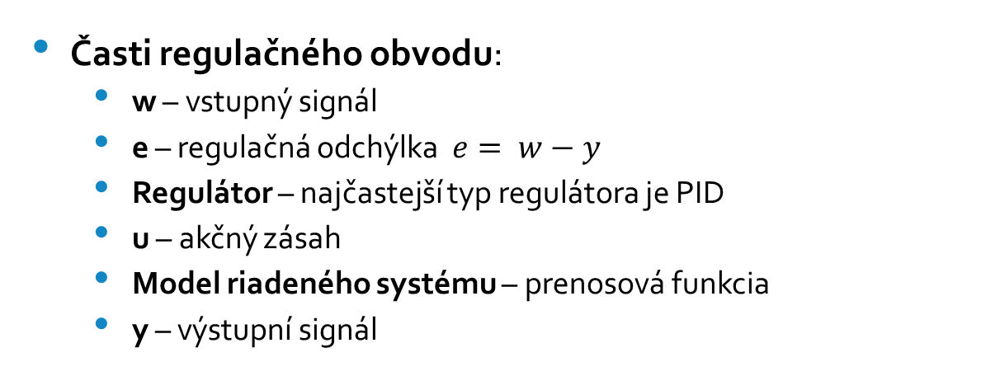 • Časti regulačného obvodu:
• w – vstupný signál
• e – regulačná odchýlka e = w − y
• Regulátor – najčastejší typ regulátora je PID
• u – akčný zásah
• Model riadeného systému – prenosová funkcia
• y – výstupní signál